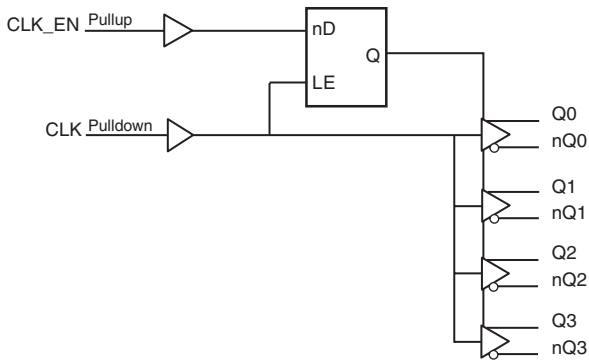 CLK_EN Pullup
nD
Q
LE
CLK Pulldown
Q0
nQ0
Q1
nQ1
Q2
nQ2
Q3
nQ3